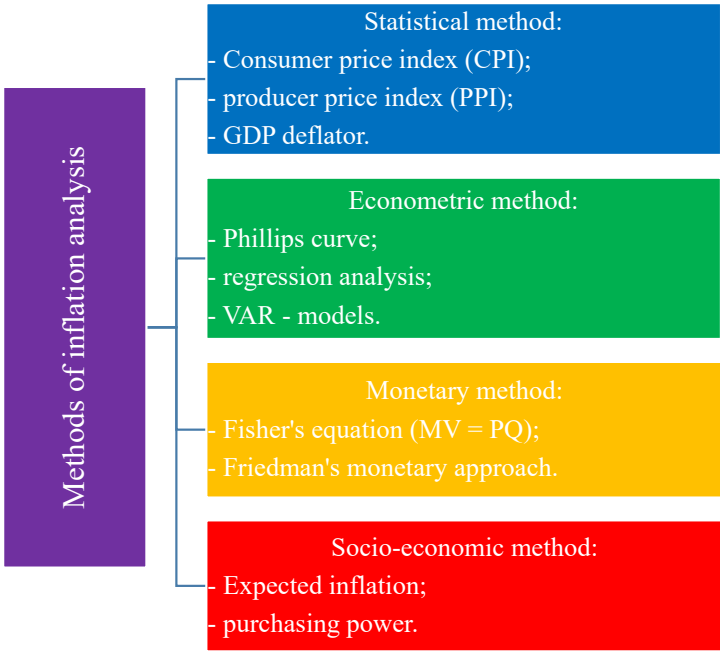 Methods of inflation analysis
Statistical method:
- Consumer price index (CPI);
- producer price index (PPI);
- GDP deflator.
Econometric method:
- Phillips curve;
- regression analysis;
- VAR - models.
Monetary method:
- Fisher's equation (MV = PQ);
- Friedman's monetary approach.
Socio-economic method:
- Expected inflation;
- purchasing power.